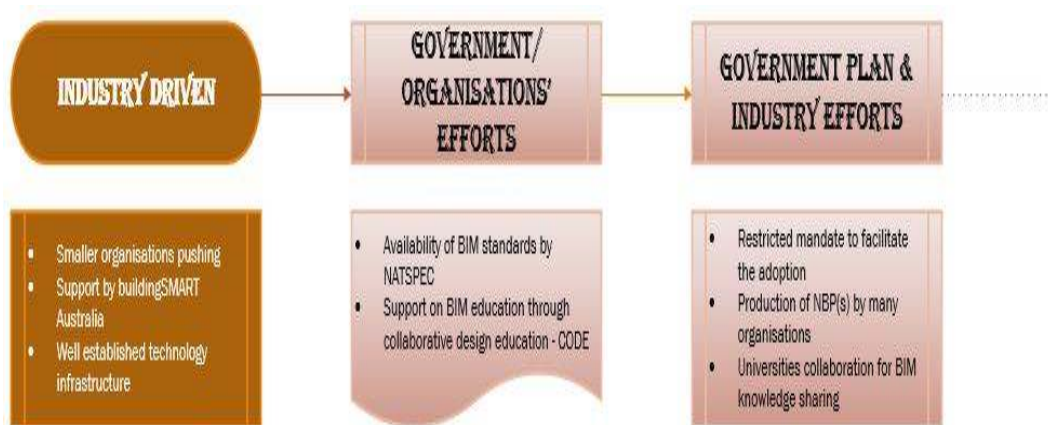 INDUSTRY DRIVEN
GOVERNMENT/
ORGANISATIONS'
EFFORTS
GOVERNMENT PLAN &
INDUSTRY EFFORTS
• Smaller organisations pushing
• Support by buildingSMART
Australia
• Well established technology
infrastructure
• Availability of BIM standards by
NATSPEC
• Support on BIM education through
collaborative design education - CODE
• Restricted mandate to facilitate
the adoption
• Production of NBP(s) by many
organisations
• Universities collaboration for BIM
knowledge sharing